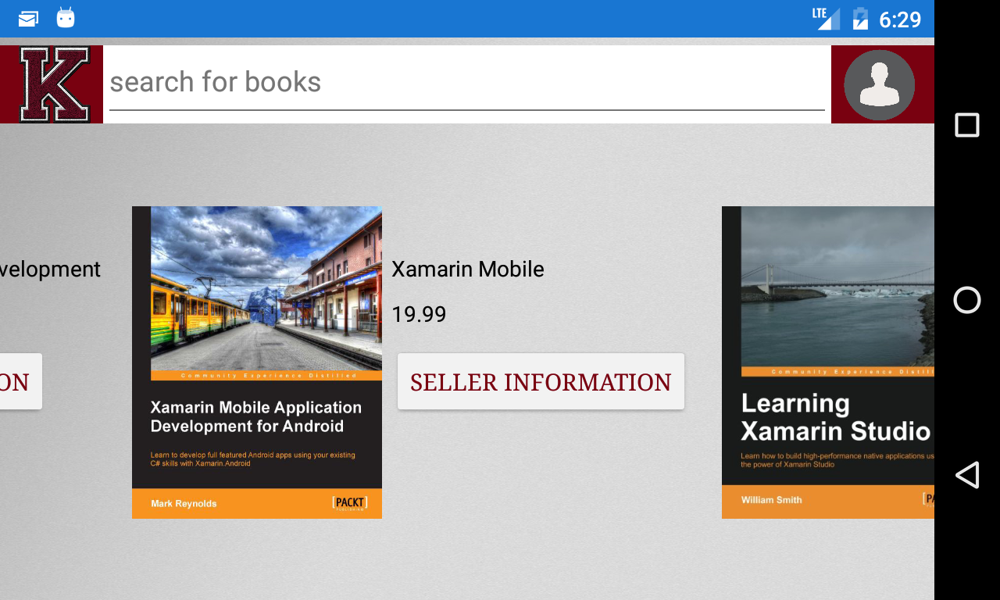 LTE 6:29
K
search for books
velopment
ON
Community Experience Distilled
Xamarin Mobile Application
Development for Android
Learn to develop full featured Android apps using your existing
C# skills with Xamarin.Android
Mark Reynolds
[PACKT]
PUBLISHING
Xamarin Mobile
19.99
SELLER INFORMATION
Community Experience Distill
Learning
Xamarin Studio
Learn how to build high-performance native applications us
the power of Xamarin Studio
William Smith
[PA